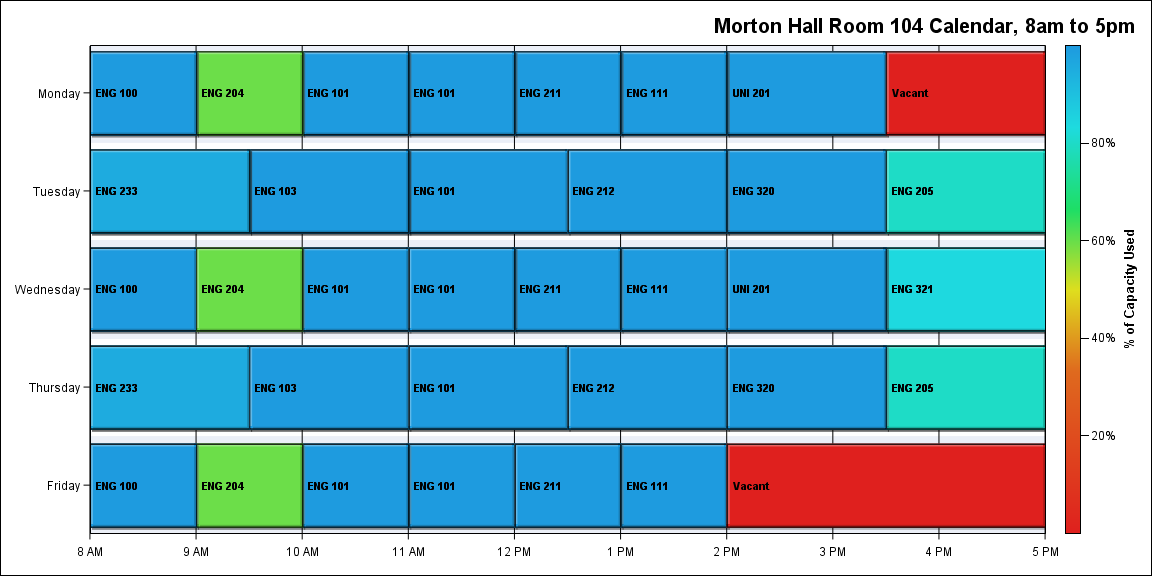 Morton Hall Room 104 Calendar, 8am to 5pm
Monday ENG 100 ENG 204 ENG 101 ENG 101 ENG 211 ENG 111 UNI 201 Vacant
80%
Tuesday ENG 233 ENG 103 ENG 101 ENG 212 ENG 320 ENG 205
60%
% of Capacity Used
Wednesday ENG 100 ENG 204 ENG 101 ENG 101 ENG 211 ENG 111 UNI 201 ENG 321
40%
Thursday ENG 233 ENG 103 ENG 101 ENG 212 ENG 320 ENG 205
20%
Friday ENG 100 ENG 204 ENG 101 ENG 101 ENG 211 ENG 111 Vacant
8 AM 9 AM 10 AM 11 AM 12 PM 1 PM 2 PM 3 PM 4 PM 5 PM